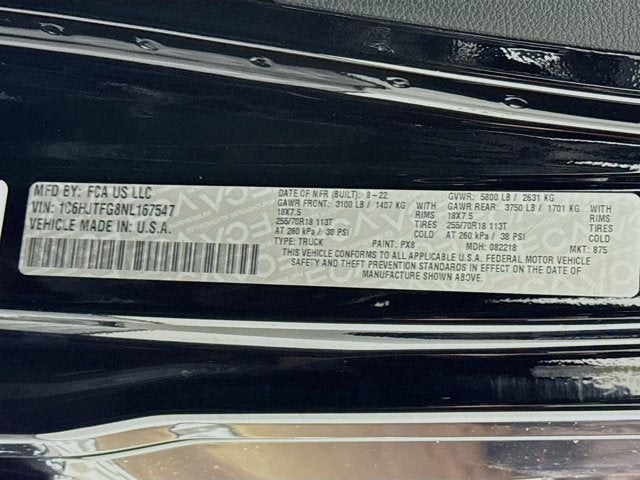 MFD BY: FCA US LLC
DATE OF MFR (BUILT): 8-22 GVWR: 5800 LB / 2631 KG
VIN: 1C6HJTFG8NL167547
GAWR FRONT: 3100 LB / 1407 KG WITH GAWR REAR: 3750 LB / 1701 KG WITH
VEHICLE MADE IN: U.S.A.
18X7.5 RIMS 18X7.5 RIMS
255/70R18 113T TIRES 255/70R18 113T TIRES
AT 260 kPa / 38 PSI COLD AT 260 kPa / 38 PSI COLD
TYPE: TRUCK PAINT: PX8 MDH: 082218 MKT: 875
THIS VEHICLE CONFORMS TO ALL APPLICABLE U.S.A. FEDERAL MOTOR VEHICLE
SAFETY AND THEFT PREVENTION STANDARDS IN EFFECT ON THE DATE OF
MANUFACTURE SHOWN ABOVE.